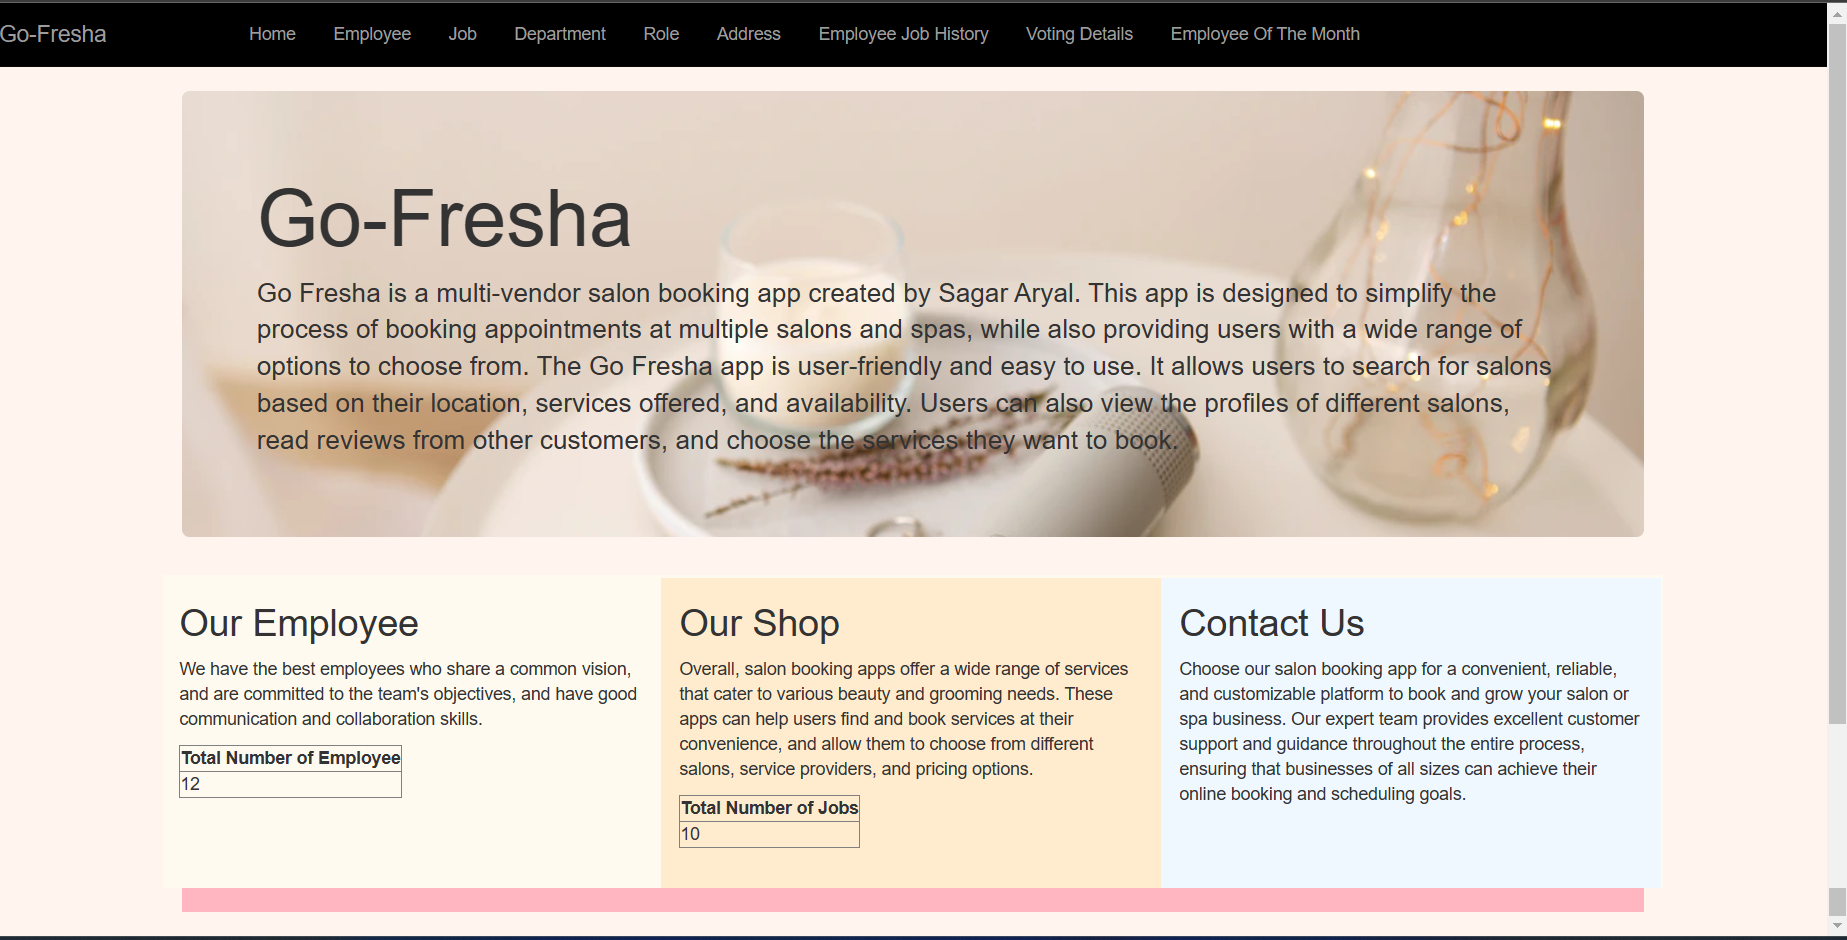 Go-Fresha
Home Employee Job Department Role Address Employee Job History Voting Details Employee Of The Month
Go-Fresha
Go Fresha is a multi-vendor salon booking app created by Sagar Aryal. This app is designed to simplify the
process of booking appointments at multiple salons and spas, while also providing users with a wide range of
options to choose from. The Go Fresha app is user-friendly and easy to use. It allows users to search for salons
based on their location, services offered, and availability. Users can also view the profiles of different salons,
read reviews from other customers, and choose the services they want to book.
Our Employee
We have the best employees who share a common vision,
and are committed to the team's objectives, and have good
communication and collaboration skills.
Total Number of Employee
12
Our Shop
Overall, salon booking apps offer a wide range of services
that cater to various beauty and grooming needs. These
apps can help users find and book services at their
convenience, and allow them to choose from different
salons, service providers, and pricing options.
Total Number of Jobs
10
Contact Us
Choose our salon booking app for a convenient, reliable,
and customizable platform to book and grow your salon or
spa business. Our expert team provides excellent customer
support and guidance throughout the entire process,
ensuring that businesses of all sizes can achieve their
online booking and scheduling goals.